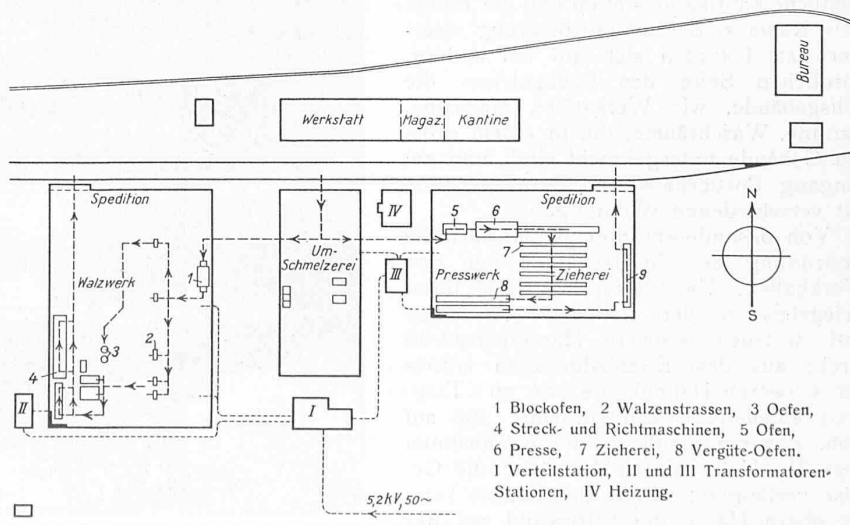 Bureau
Werkstatt
Magaz.
Kantine
Spedition
Walzwerk
1
2
3
4
II
Um-
Schmelzerei
IV
III
I
Spedition
5
6
7
Presswerk
Zieherei
8
9
N
S
5,2kV, 50~
1 Blockofen, 2 Walzenstrassen, 3, 9 Oefen,
4 Streck- und Richtmaschinen, 5 Ofen,
6 Presse, 7 Zieherei, 8 Vergüte-Oefen.
I Verteilstation, II und III Transformatoren-
Stationen, IV Heizung.